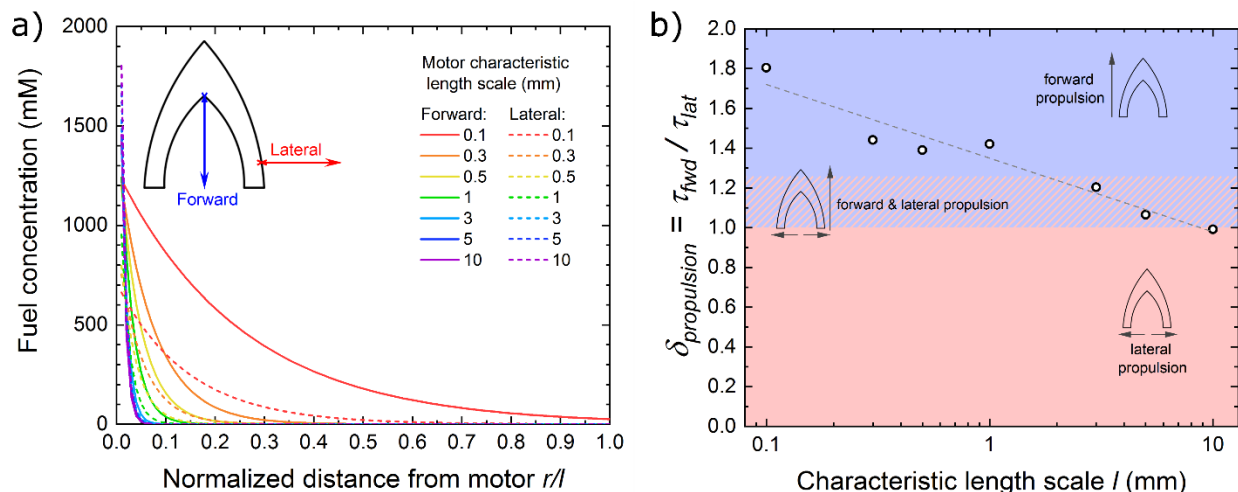 a)
2000
1500
1000
500
0
Fuel concentration (mM)
0.0 0.1 0.2 0.3 0.4 0.5 0.6 0.7 0.8 0.9 1.0
Normalized distance from motor r/l
Lateral
Forward
Motor characteristic
length scale (mm)
Forward: Lateral:
0.1 0.1
0.3 0.3
0.5 0.5
1 1
3 3
5 5
10 10
b)
2.0
1.8
1.6
1.4
1.2
1.0
0.8
0.6
0.4
0.2
0.0
δpropulsion = τfwd / τlat
forward
propulsion
forward & lateral propulsion
lateral
propulsion
0.1 1 10
Characteristic length scale l (mm)